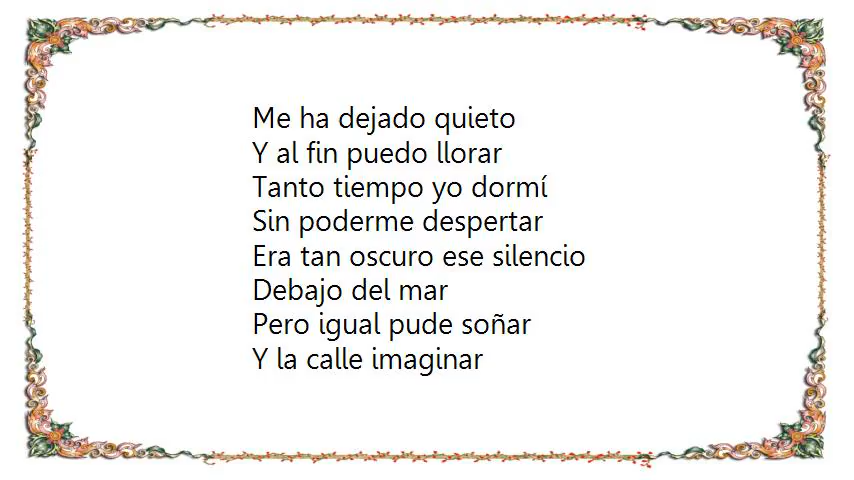 Me ha dejado quieto
Y al fin puedo llorar
Tanto tiempo yo dormí
Sin poderme despertar
Era tan oscuro ese silencio
Debajo del mar
Pero igual pude soñar
Y la calle imaginar